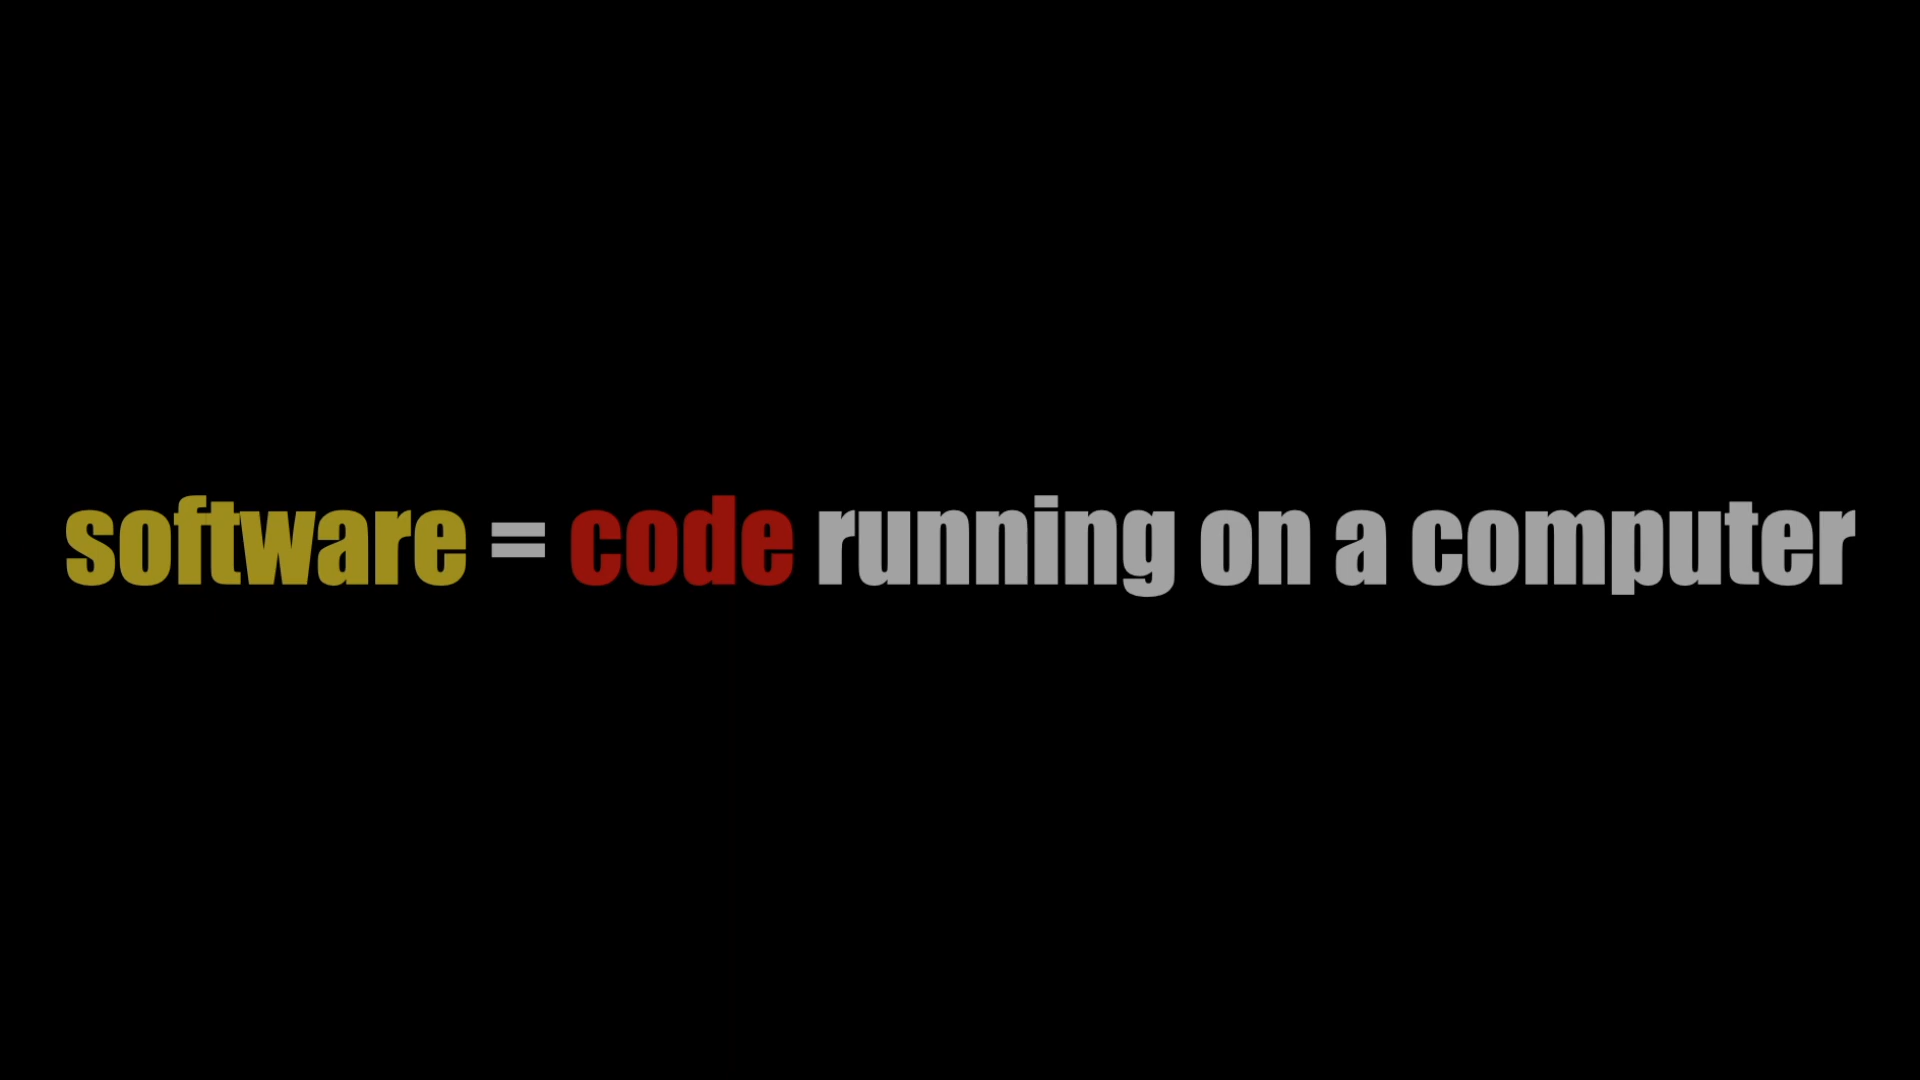 software = code running on a computer